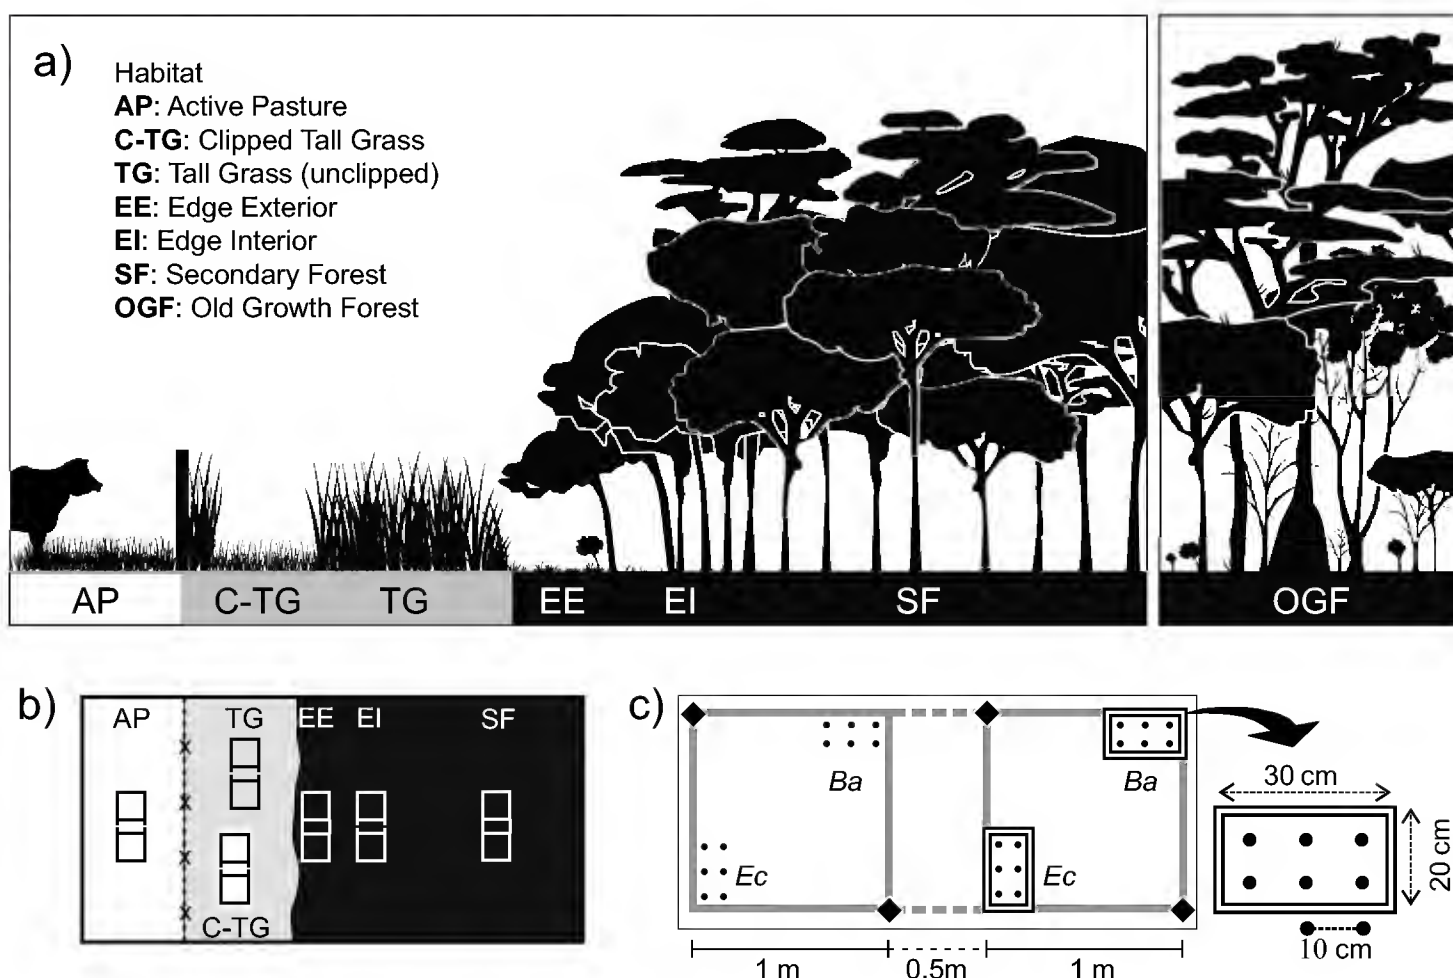 a)
Habitat
AP: Active Pasture
C-TG: Clipped Tall Grass
TG: Tall Grass (unclipped)
EE: Edge Exterior
EI: Edge Interior
SF: Secondary Forest
OGF: Old Growth Forest
AP C-TG TG EE EI SF OGF
b)
AP TG EE EI SF
C-TG
c)
Ba Ba
Ec Ec
30 cm
20 cm
10 cm
1 m 0.5m 1 m